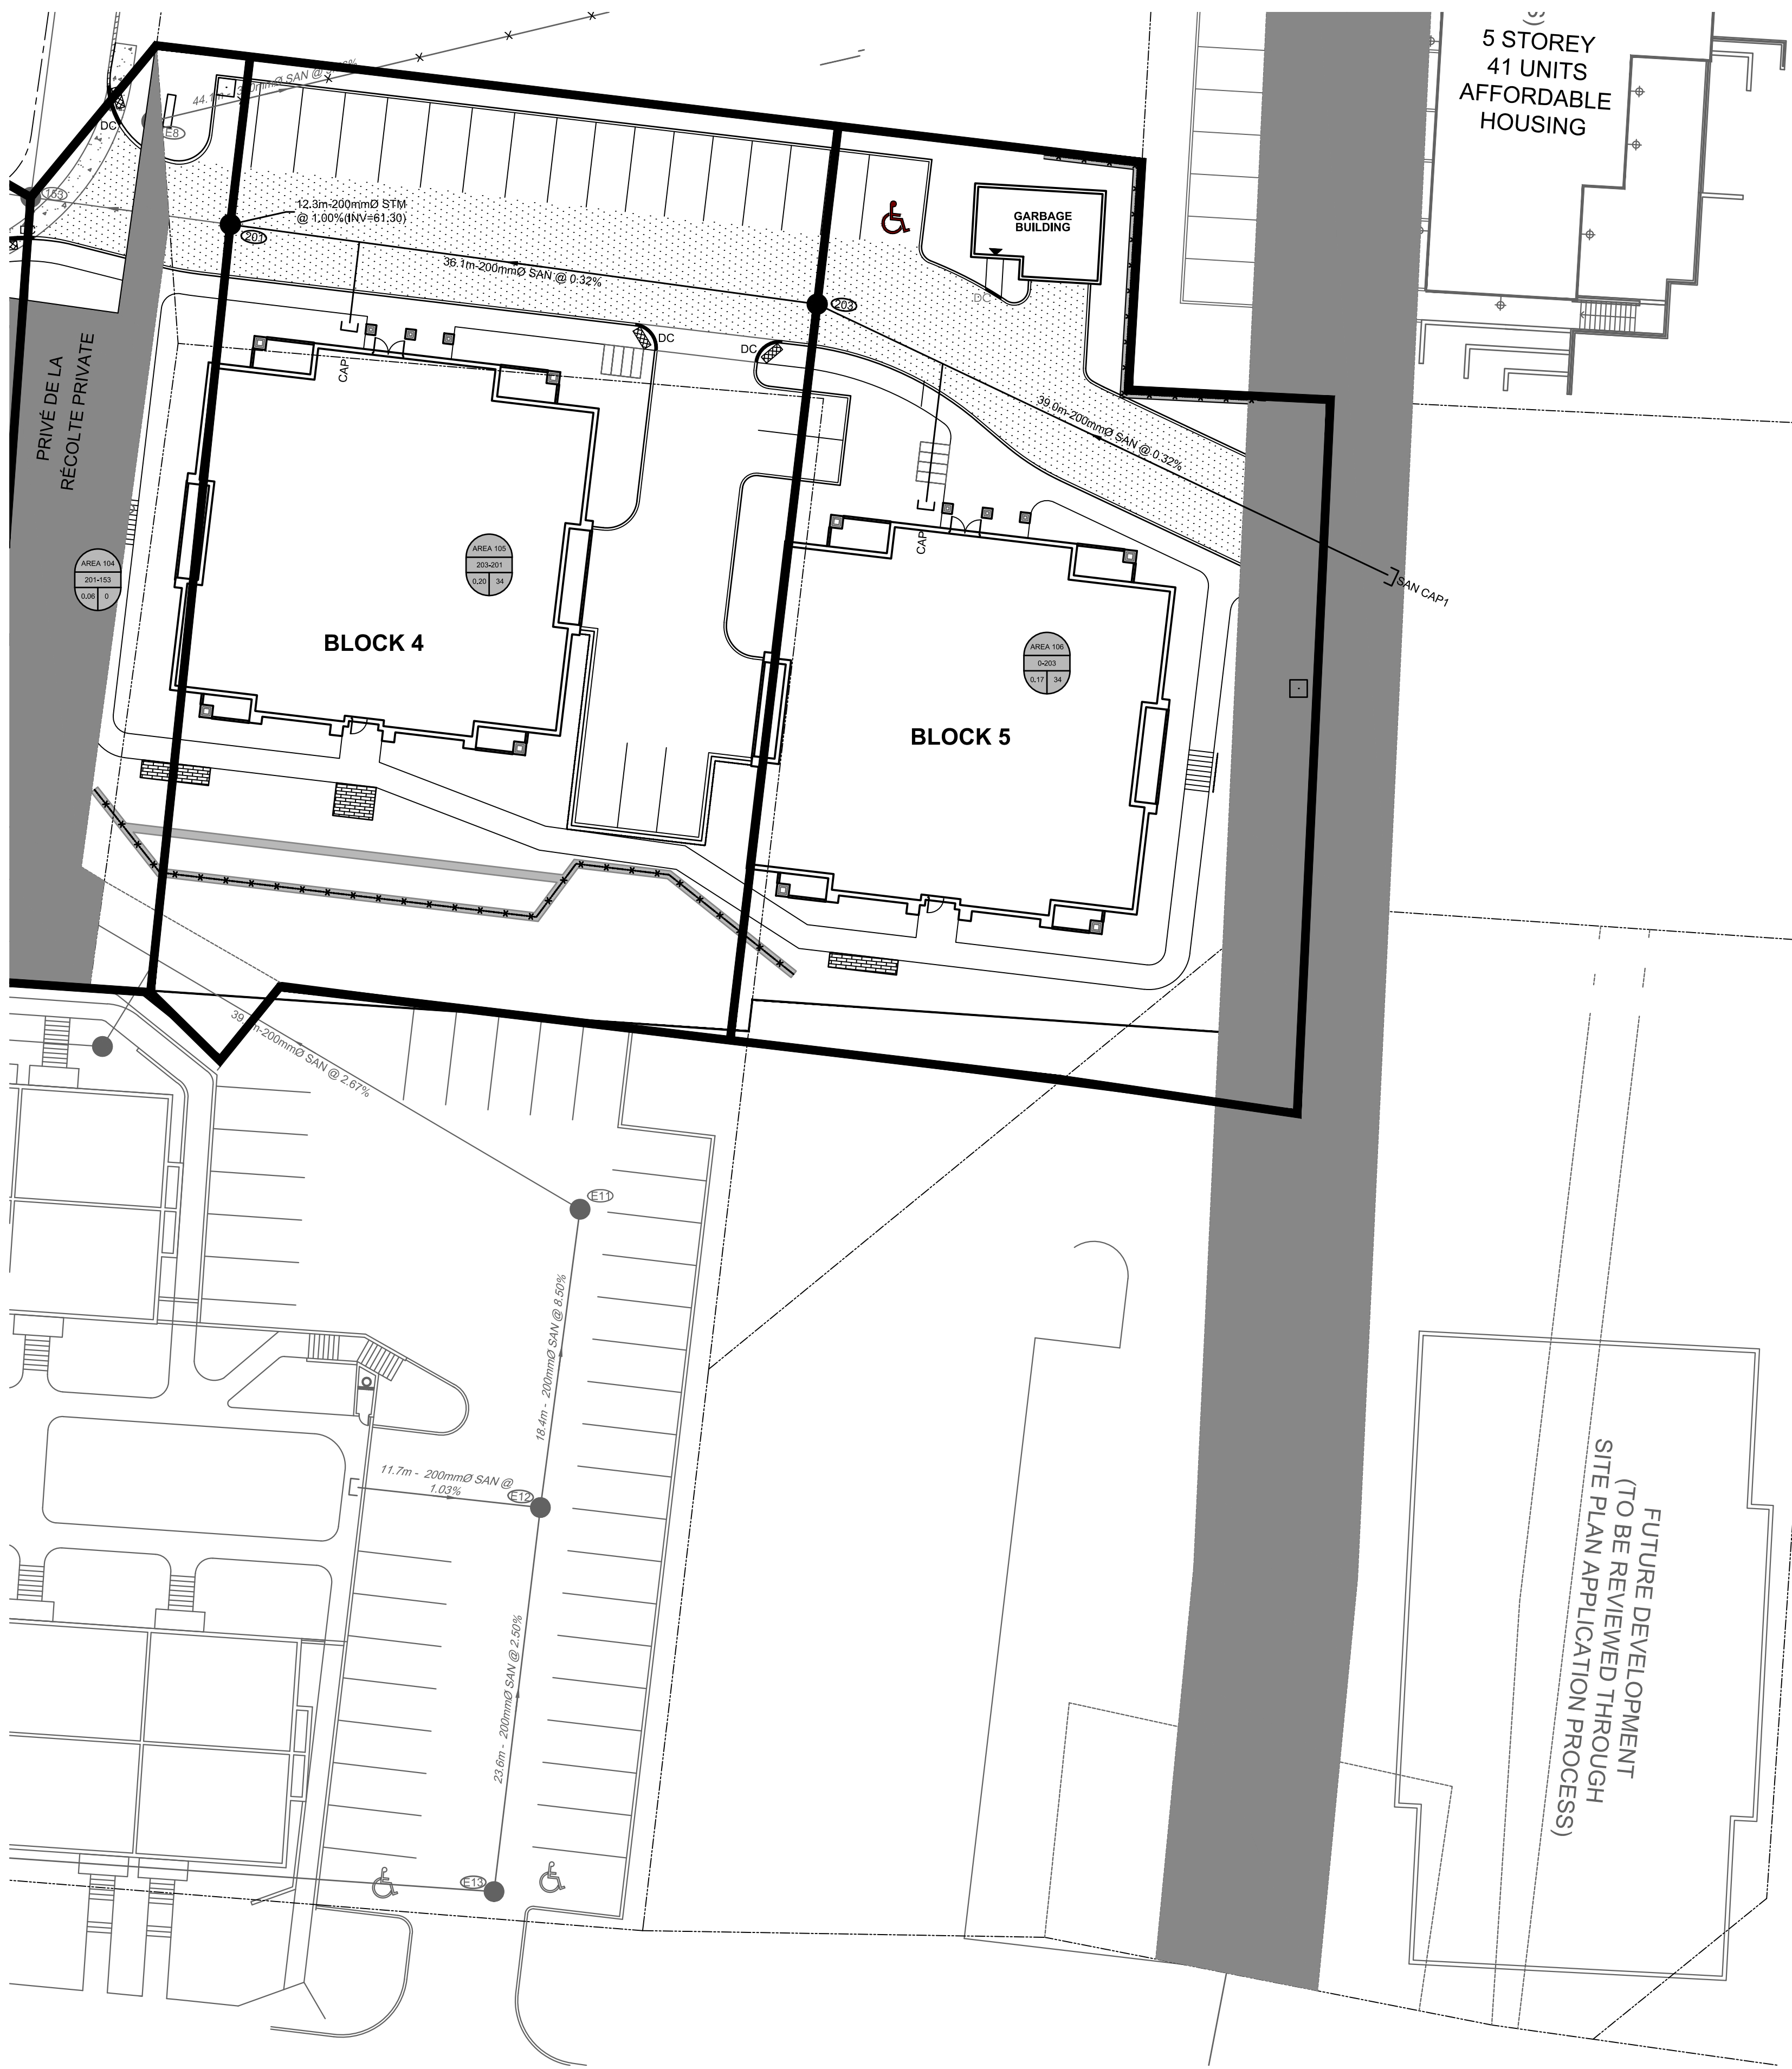 5 STOREY
41 UNITS
AFFORDABLE
HOUSING
E8
DC
153
12.3m-200mmØ STM
@ 1.00%(INV=61.30)
201
36.1m-200mmØ SAN @ 0.32%
203
GARBAGE
BUILDING
DC
DC
DC
CAP
39.0m-200mmØ SAN @ 0.32%
CAP
SAN CAP1
PRIVÉ DE LA
RÉCOLTE PRIVATE
AREA 104
201-153
0.06 0
AREA 105
203-201
0.20 34
BLOCK 4
AREA 106
0-203
0.17 34
BLOCK 5
m-200mmØ SAN @ 2.67%
E11
18.4m - 200mmØ SAN @ 8.50%
11.7m - 200mmØ SAN @
1.03%
E12
23.6m - 200mmØ SAN @ 2.50%
E13
FUTURE DEVELOPMENT
(TO BE REVIEWED THROUGH
SITE PLAN APPLICATION PROCESS)